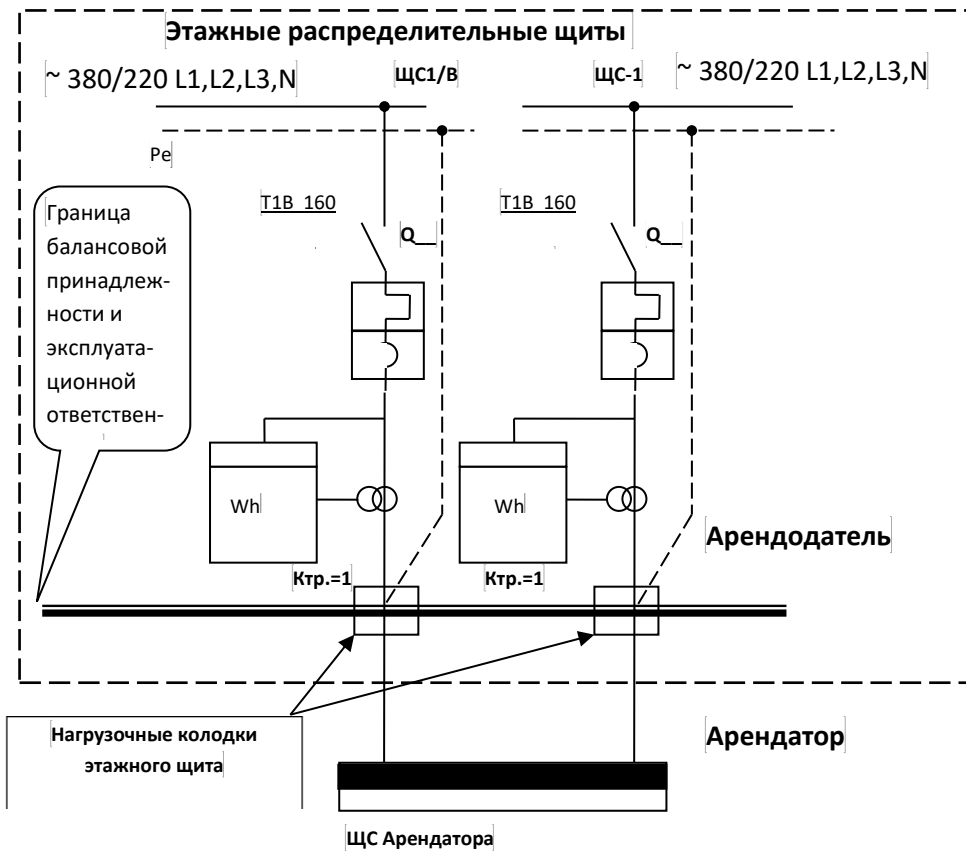 Этажные распределительные щиты
~ 380/220 L1,L2,L3,N
ЩС1/В
ЩС-1
~ 380/220 L1,L2,L3,N
Pe
Граница
балансовой
принадлеж-
ности и
эксплуата-
ционной
ответствен-
T1B 160
Q__
T1B 160
Q__
Wh
Wh
Арендодатель
Ктр.=1
Ктр.=1
Нагрузочные колодки
этажного щита
Арендатор
ЩС Арендатора